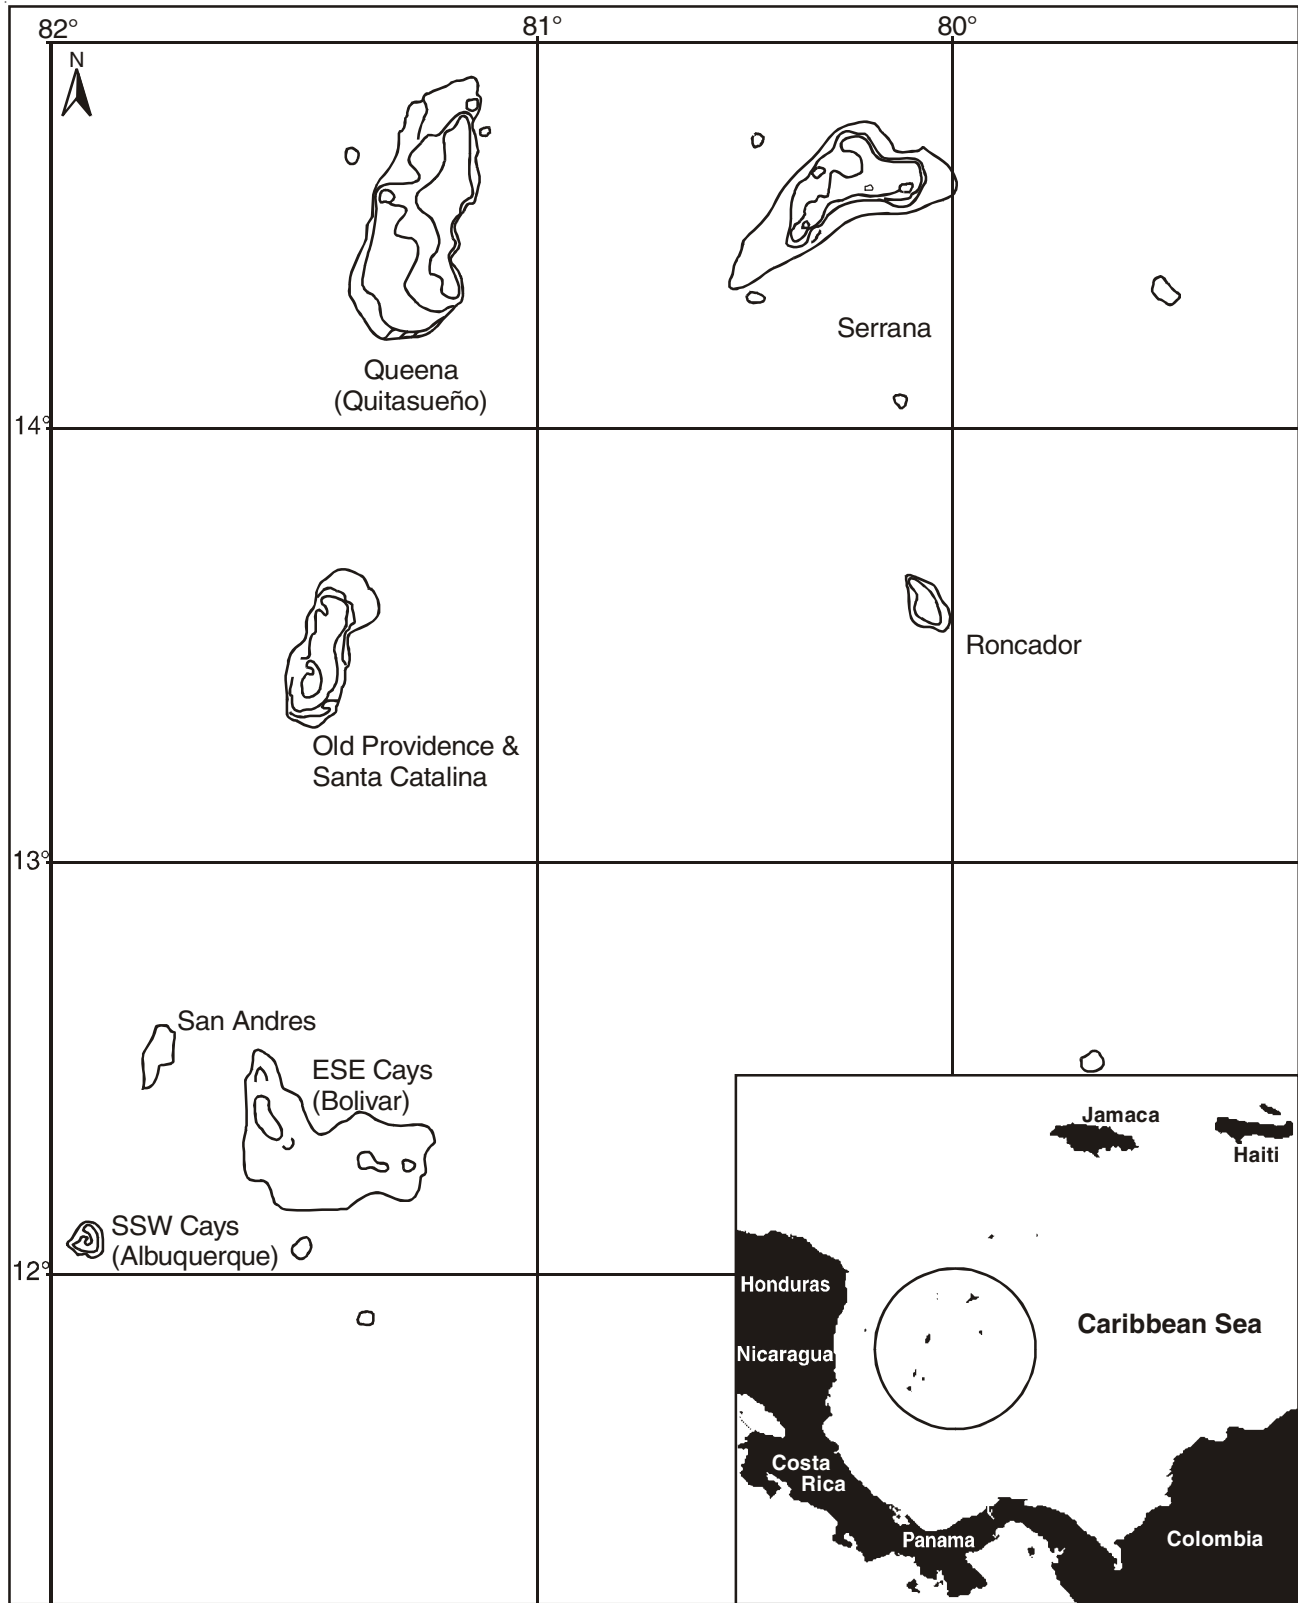 82° 81° 80°
N
Queena
(Quitasueño)
Serrana
14°
Roncador
Old Providence &
Santa Catalina
13°
San Andres
ESE Cays
(Bolivar)
SSW Cays
(Albuquerque)
12°
Jamaca
Haiti
Honduras
Caribbean Sea
Nicaragua
Costa
Rica
Panama
Colombia